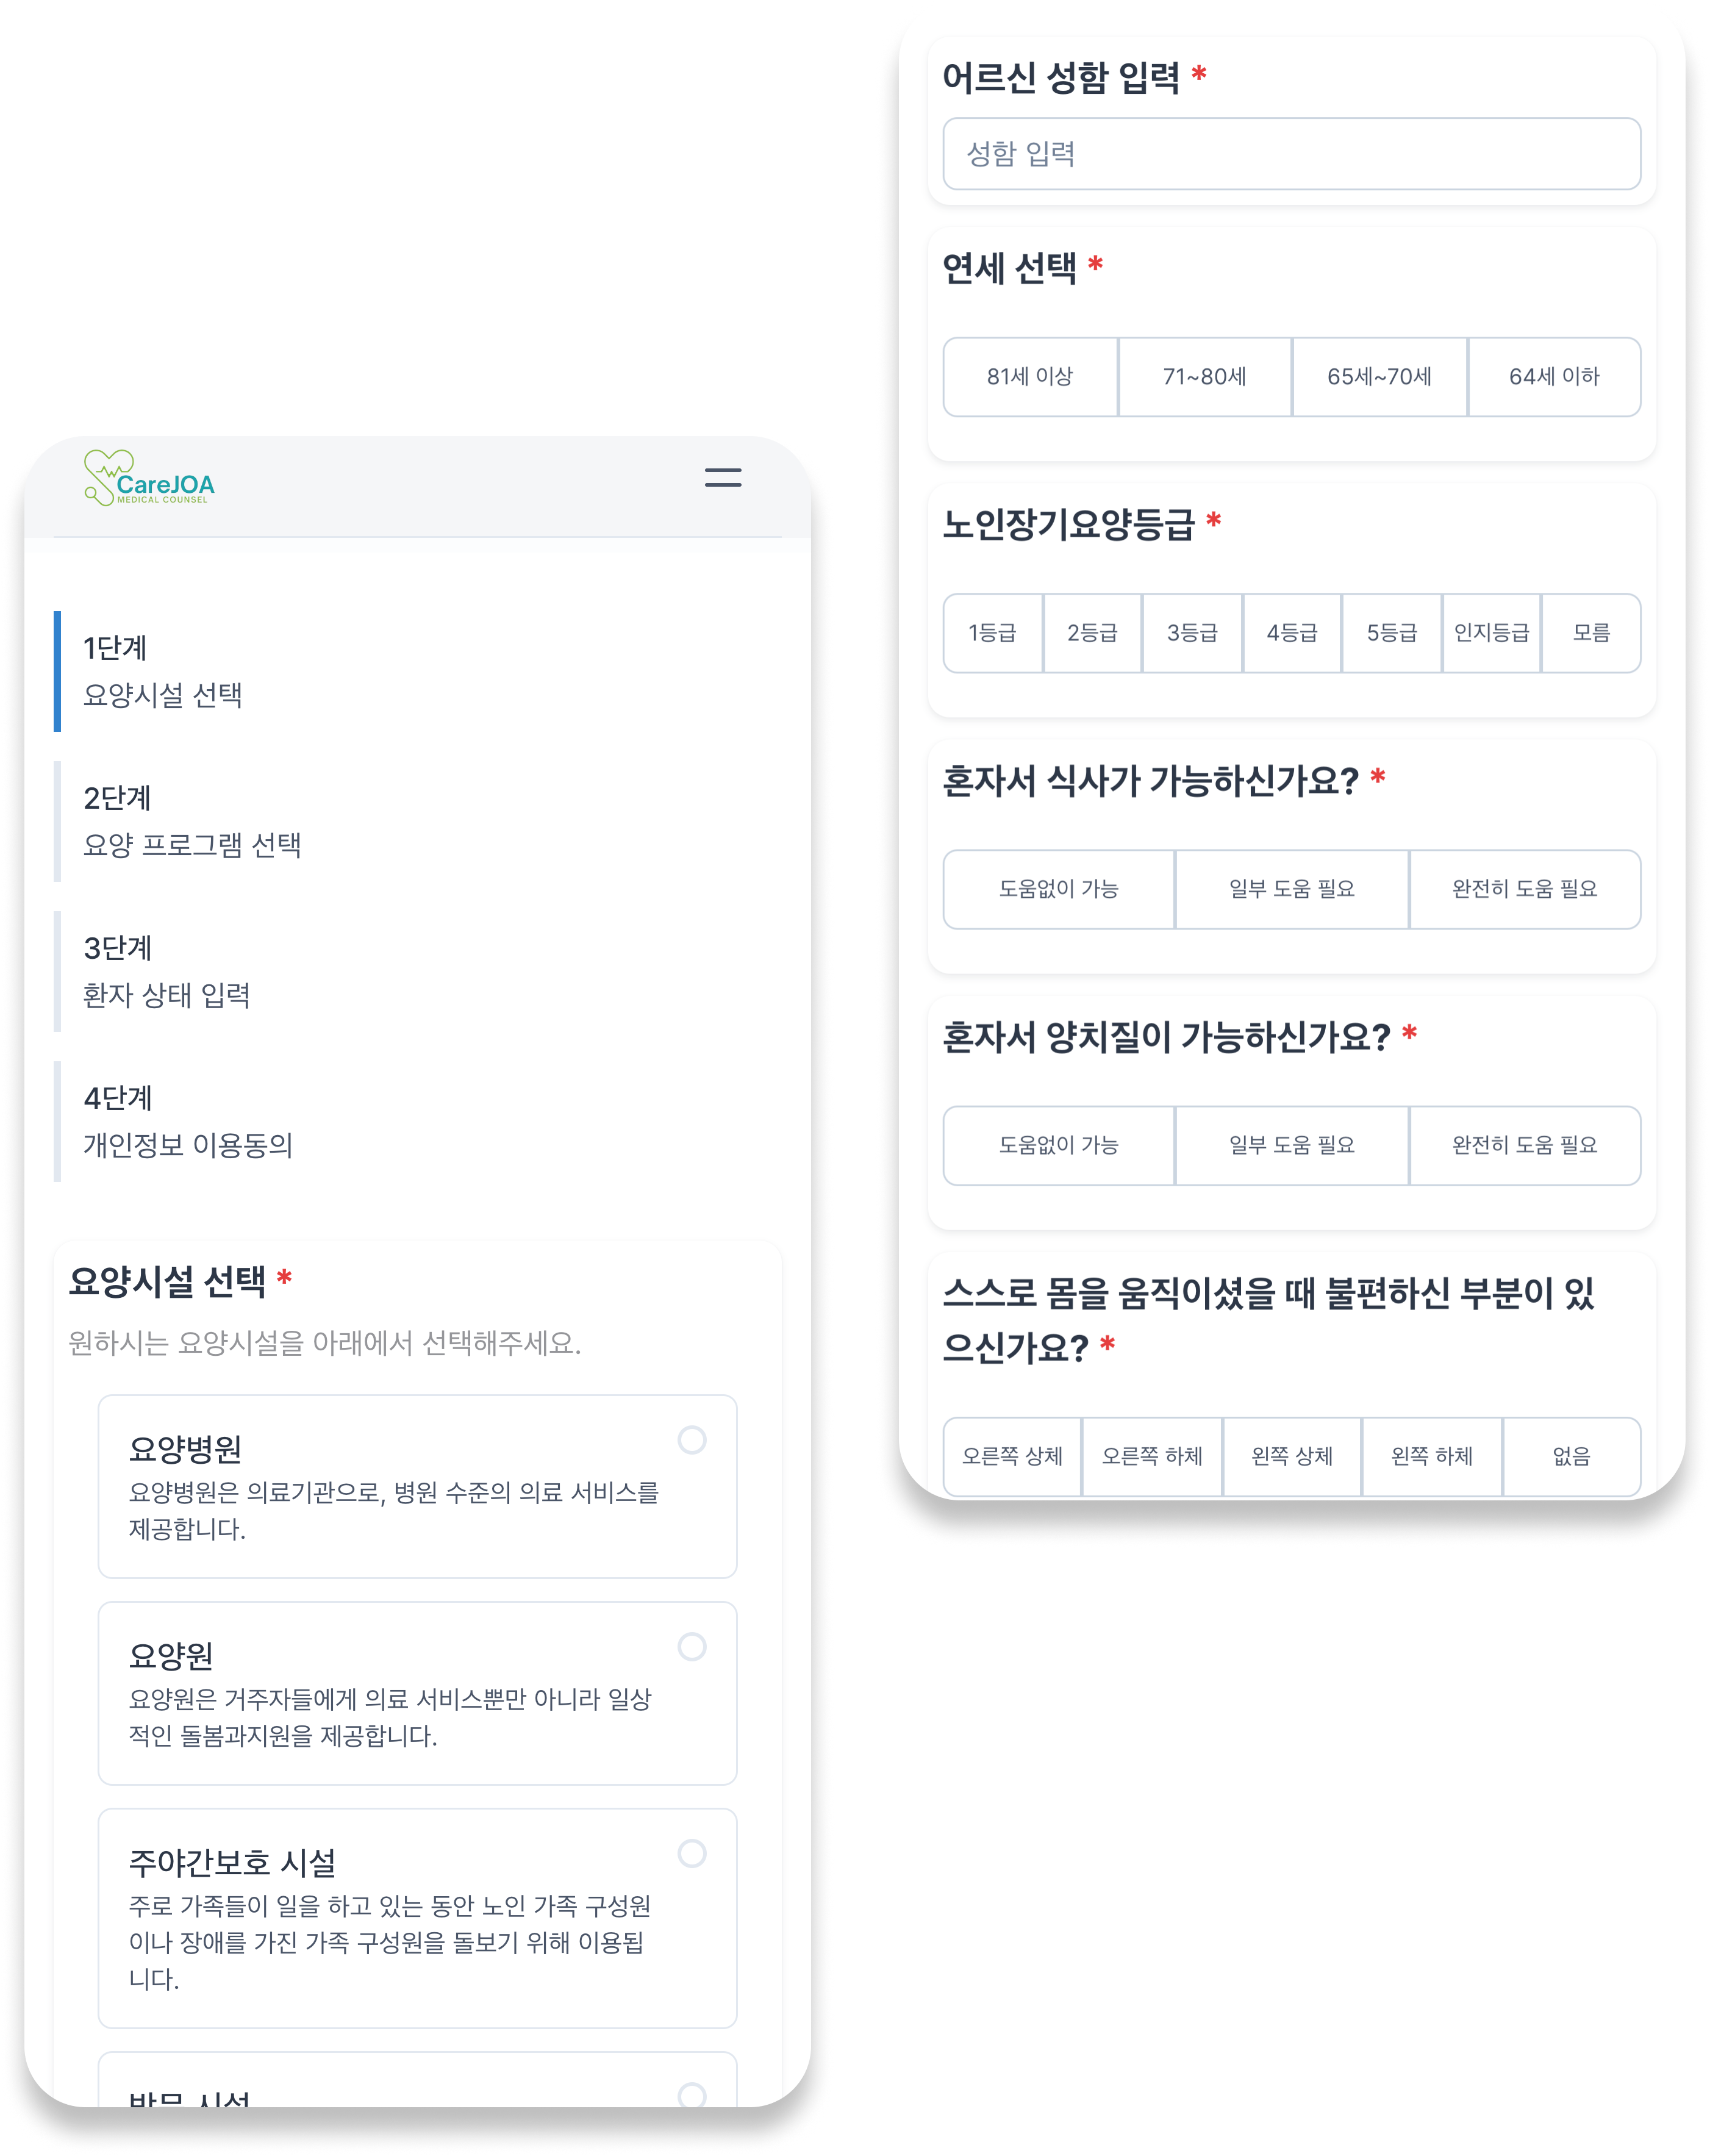 CareJOA
MEDICAL COUNSEL
1단계
요양시설 선택
2단계
요양 프로그램 선택
3단계
환자 상태 입력
4단계
개인정보 이용동의
요양시설 선택 *
원하시는 요양시설을 아래에서 선택해주세요.
요양병원
요양병원은 의료기관으로, 병원 수준의 의료 서비스를
제공합니다.
요양원
요양원은 거주자들에게 의료 서비스뿐만 아니라 일상
적인 돌봄과지원을 제공합니다.
주야간보호 시설
주로 가족들이 일을 하고 있는 동안 노인 가족 구성원
이나 장애를 가진 가족 구성원을 돌보기 위해 이용됩
니다.
방문 시설
어르신 성함 입력 *
성함 입력
연세 선택 *
81세 이상 71~80세 65세~70세 64세 이하
노인장기요양등급 *
1등급 2등급 3등급 4등급 5등급 인지등급 모름
혼자서 식사가 가능하신가요? *
도움없이 가능 일부 도움 필요 완전히 도움 필요
혼자서 양치질이 가능하신가요? *
도움없이 가능 일부 도움 필요 완전히 도움 필요
스스로 몸을 움직이셨을 때 불편하신 부분이 있
으신가요? *
오른쪽 상체 오른쪽 하체 왼쪽 상체 왼쪽 하체 없음